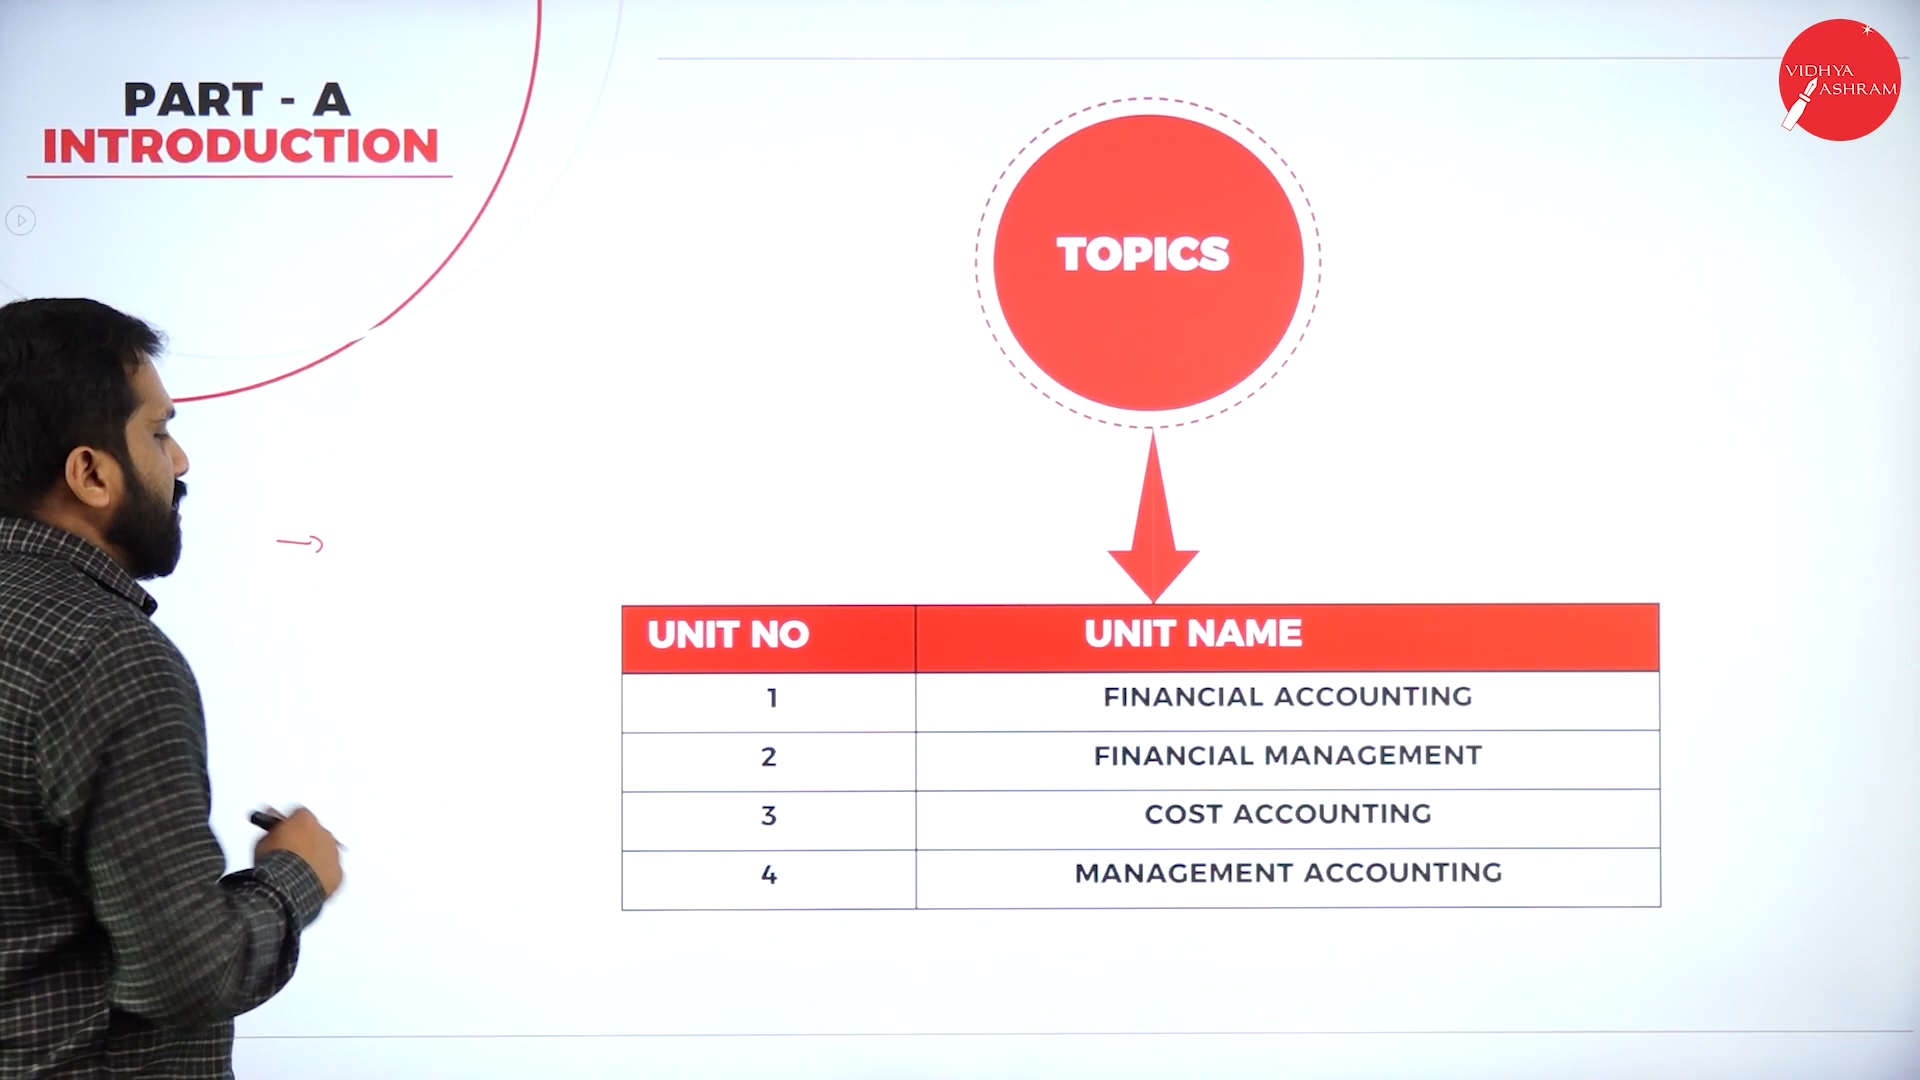 PART - A
INTRODUCTION
VIDHYA
ASHRAM
TOPICS
UNIT NO UNIT NAME
1 FINANCIAL ACCOUNTING
2 FINANCIAL MANAGEMENT
3 COST ACCOUNTING
4 MANAGEMENT ACCOUNTING